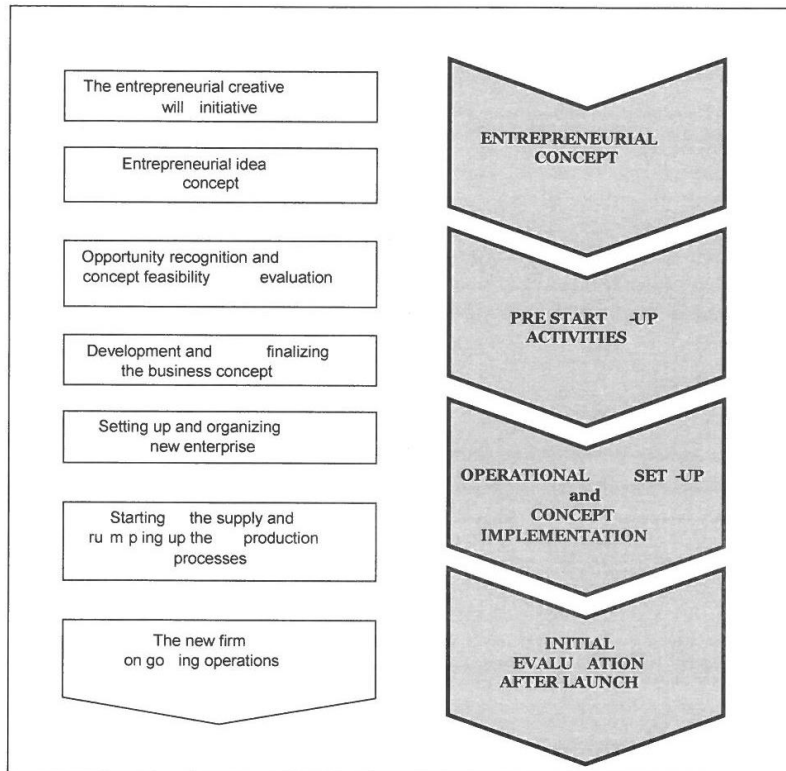 The entrepreneurial creative
will initiative
Entrepreneurial idea
concept
Opportunity recognition and
concept feasibility evaluation
Development and finalizing
the business concept
Setting up and organizing
new enterprise
Starting the supply and
ru m p ing up the production
processes
The new firm
on go ing operations
ENTREPRENEURIAL
CONCEPT
PRE START -UP
ACTIVITIES
OPERATIONAL SET -UP
and
CONCEPT
IMPLEMENTATION
INITIAL
EVALU ATION
AFTER LAUNCH